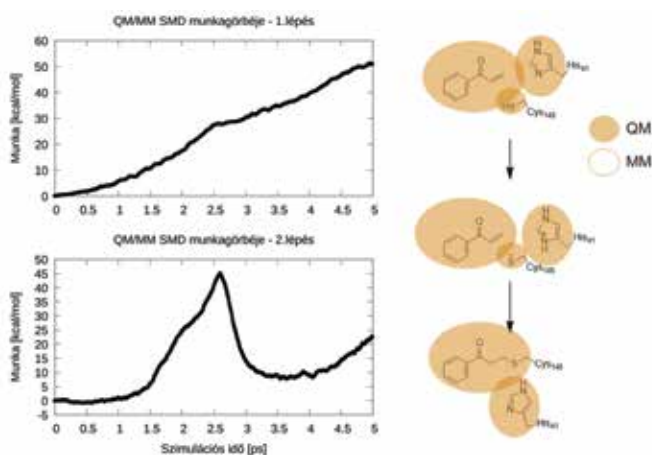 QM/MM SMD munkagörbéje - 1.lépés
Munka [kcal/mol]
60
50
40
30
20
10
0
0 0.5 1 1.5 2 2.5 3 3.5 4 4.5 5
QM/MM SMD munkagörbéje - 2.lépés
Munka [kcal/mol]
50
45
40
35
30
25
20
15
10
5
0
-5
0 0.5 1 1.5 2 2.5 3 3.5 4 4.5 5
Szimulációs idő [ps]
O
His
QM
MM
O
His
O
S
His